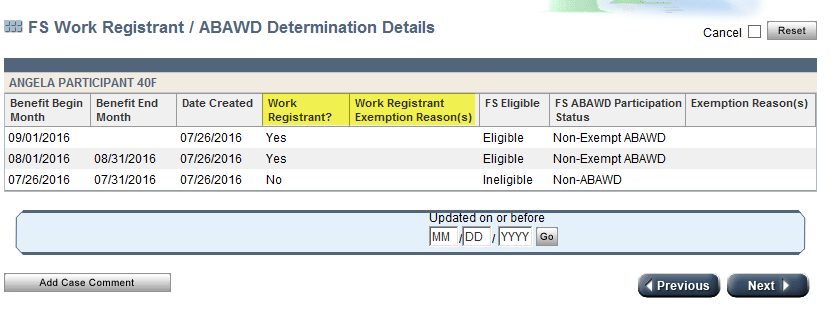 FS Work Registrant / ABAWD Determination Details
Cancel Reset
ANGELA PARTICIPANT 40F
Benefit Begin Month Benefit End Month Date Created Work Registrant? Work Registrant Exemption Reason(s) FS Eligible FS ABAWD Participation Status Exemption Reason(s)
09/01/2016 07/26/2016 Yes Eligible Non-Exempt ABAWD
08/01/2016 08/31/2016 07/26/2016 Yes Eligible Non-Exempt ABAWD
07/26/2016 07/31/2016 07/26/2016 No Ineligible Non-ABAWD
Updated on or before
MM / DD / YYYY Go
Add Case Comment Previous Next